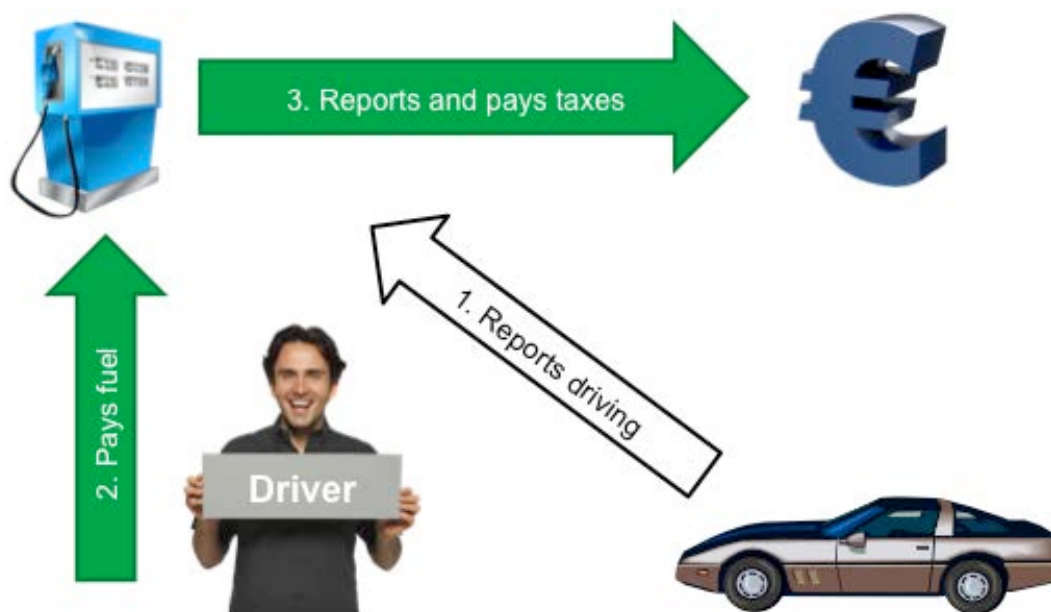 3. Reports and pays taxes
1. Reports driving
2. Pays fuel
Driver